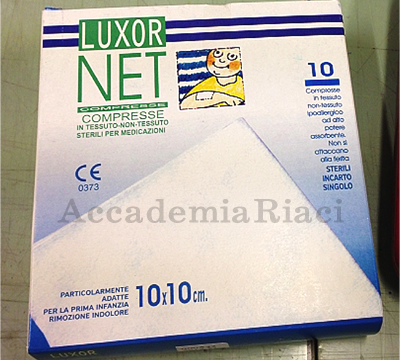 LUXOR
NET
COMPRESSE
COMPRESSE
IN TESSUTO-NON-TESSUTO
STERILI PER MEDICAZIONI
CE
0373
10
Compresse
in tessuto
non-tessuto
ipoallergico
ad alto
potere
assorbente.
Non si
attaccano
alla ferita
STERILI
INCARTO
SINGOLO
AccademiaRiaci
PARTICOLARMENTE
ADATTE
PER LA PRIMA INFANZIA
RIMOZIONE INDOLORE
10x10cm.
LUXOR